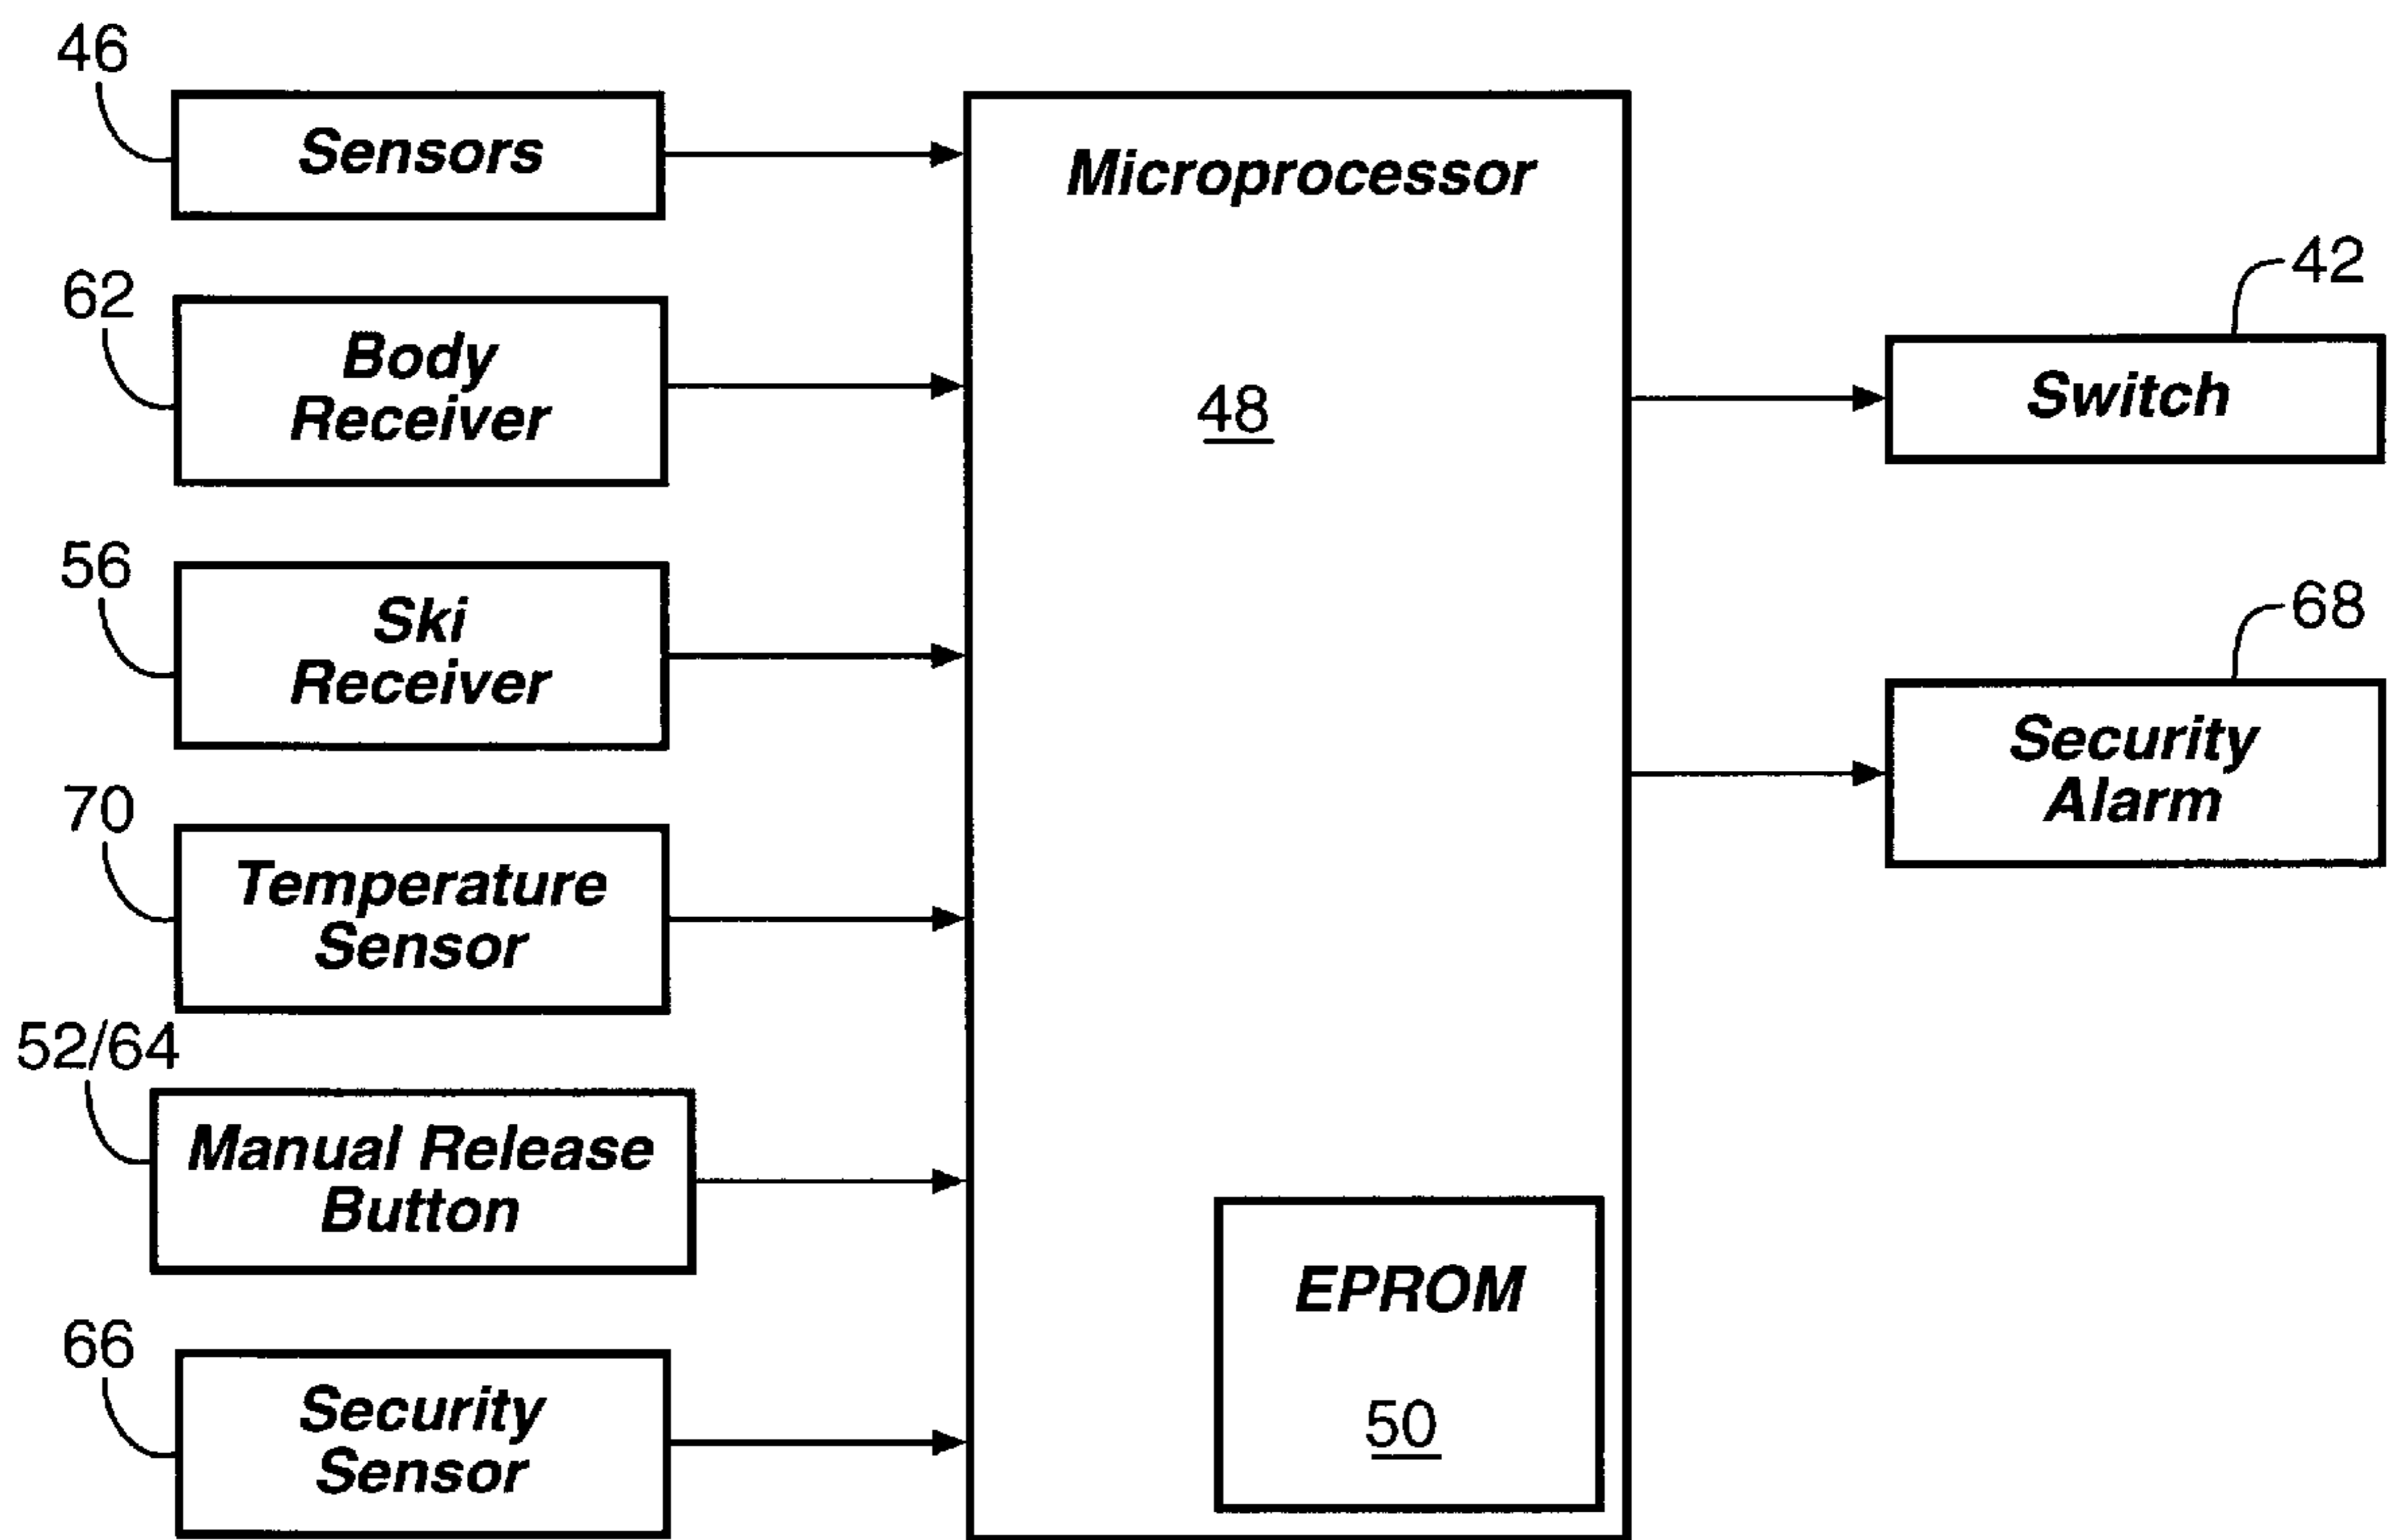 46
Sensors
62
Body
Receiver
56
Ski
Receiver
70
Temperature
Sensor
52/64
Manual Release
Button
66
Security
Sensor
Microprocessor
48
EPROM
50
42
Switch
68
Security
Alarm